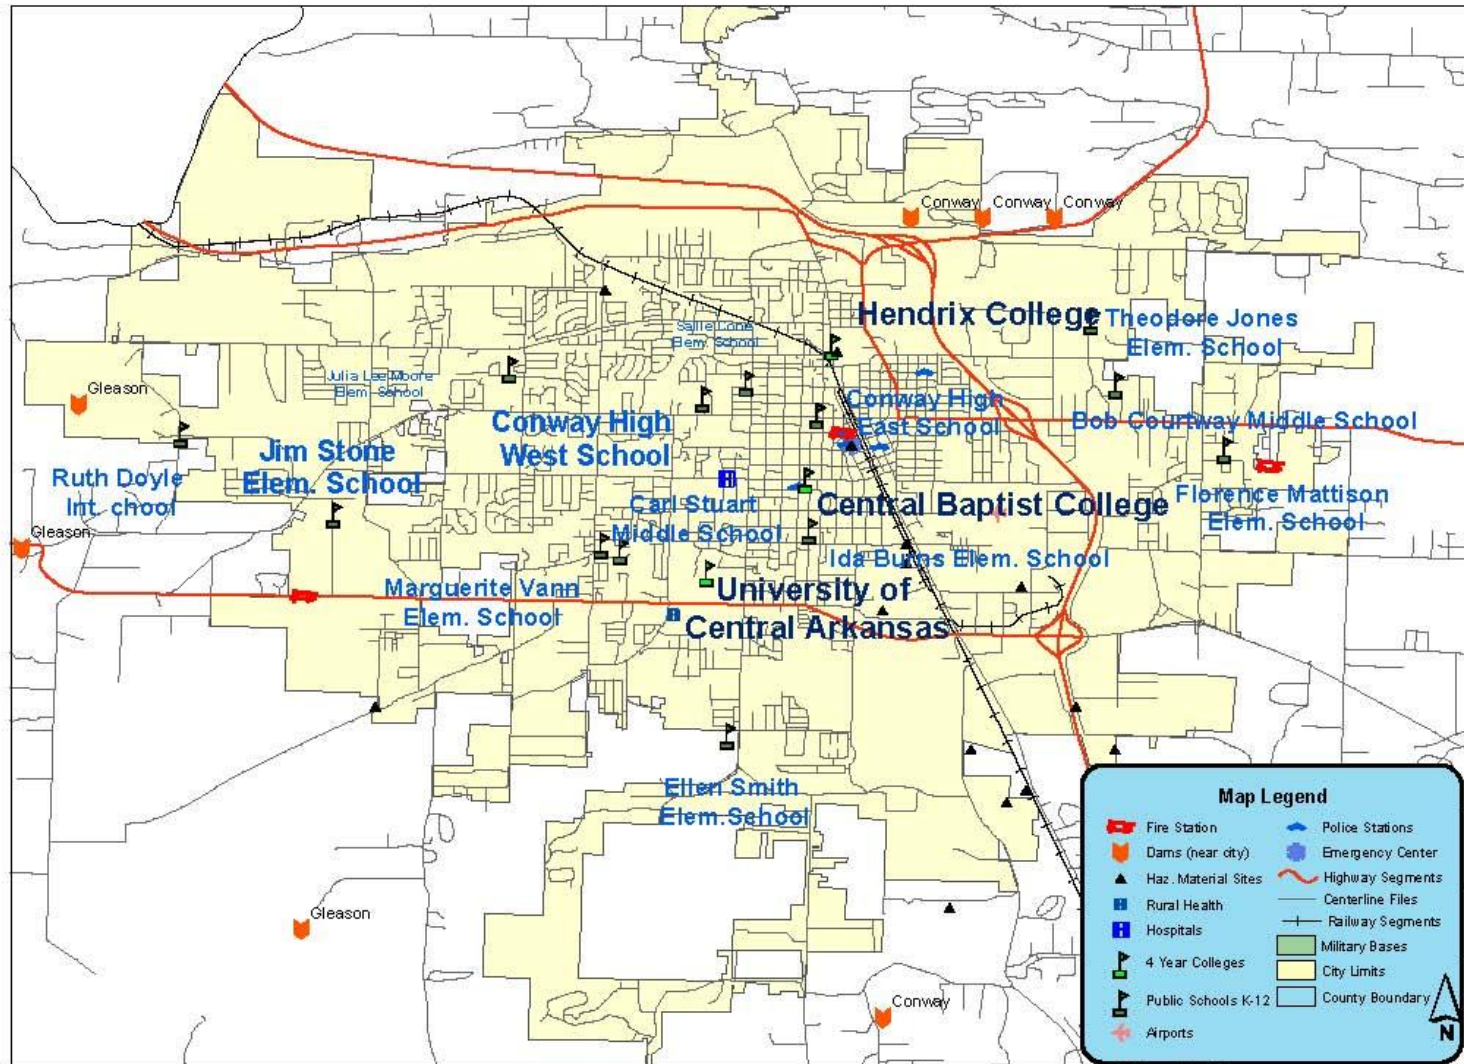 Conway
Conway
Conway
Hendrix College
Theodore Jones
Elem. School
Sallie Cone
Elem. School
Julia Lee Moore
Elem. School
Gleason
Conway High
East School
Conway High
West School
Bob Courtway Middle School
Jim Stone
Elem. School
Ruth Doyle
Int. chool
Carl Stuart
Middle School
Central Baptist College
Florence Mattison
Elem. School
Gleason
Ida Burns Elem. School
Marguerite Vann
Elem. School
University of
Central Arkansas
Ellen Smith
Elem.School
Gleason
Conway
Map Legend
Fire Station
Dams (near city)
Haz. Material Sites
Rural Health
Hospitals
4 Year Colleges
Public Schools K-12
Airports
Police Stations
Emergency Center
Highway Segments
Centerline Files
Railway Segments
Military Bases
City Limits
County Boundary
N